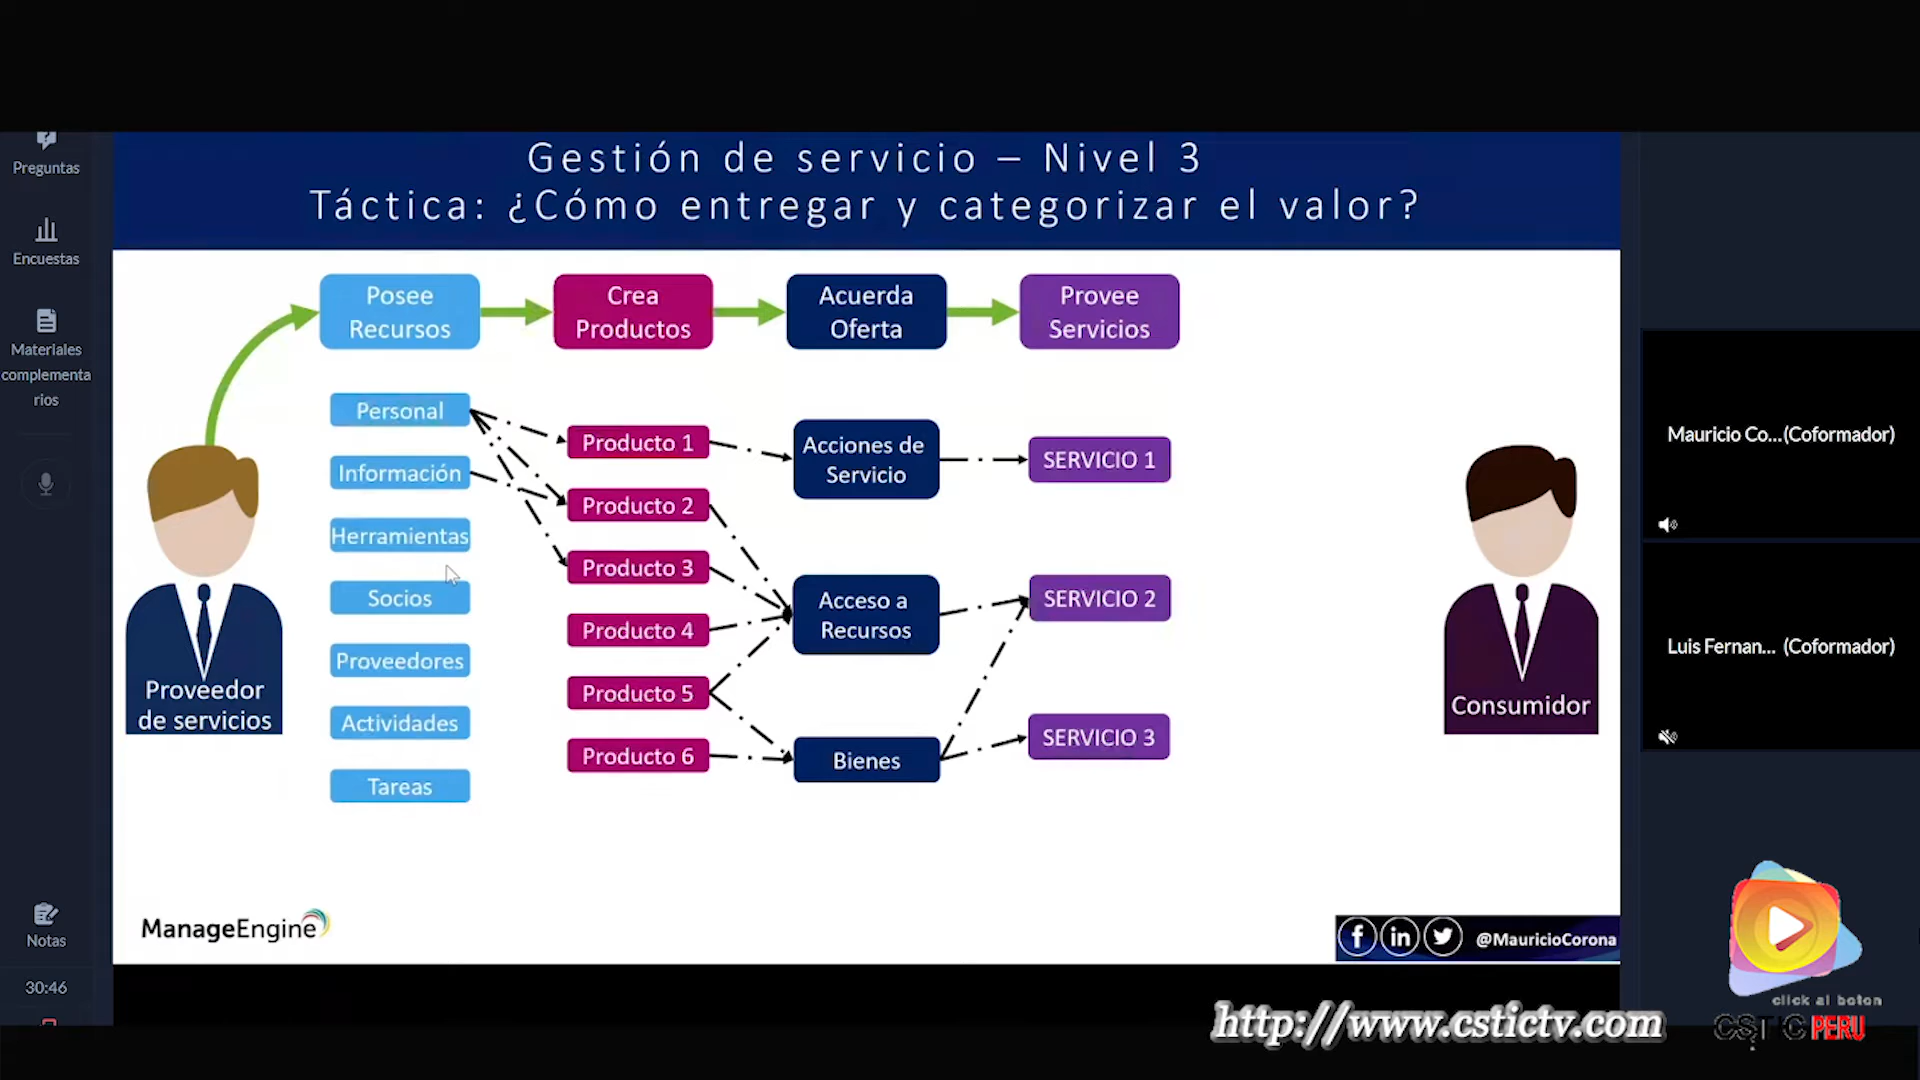 Gestión de servicio – Nivel 3
Táctica: ¿Cómo entregar y categorizar el valor?
Preguntas
Encuestas
Materiales
complementa
rios
Notas
30:46
Posee
Recursos
Crea
Productos
Acuerda
Oferta
Provee
Servicios
Personal
Información
Herramientas
Socios
Proveedores
Actividades
Tareas
Producto 1
Producto 2
Producto 3
Producto 4
Producto 5
Producto 6
Acciones de
Servicio
Acceso a
Recursos
Bienes
SERVICIO 1
SERVICIO 2
SERVICIO 3
Proveedor
de servicios
Consumidor
Mauricio Co...(Coformador)
Luis Fernan... (Coformador)
ManageEngine
@MauricioCorona
click al boton
http://www.cstictv.com
CSTIC PERU